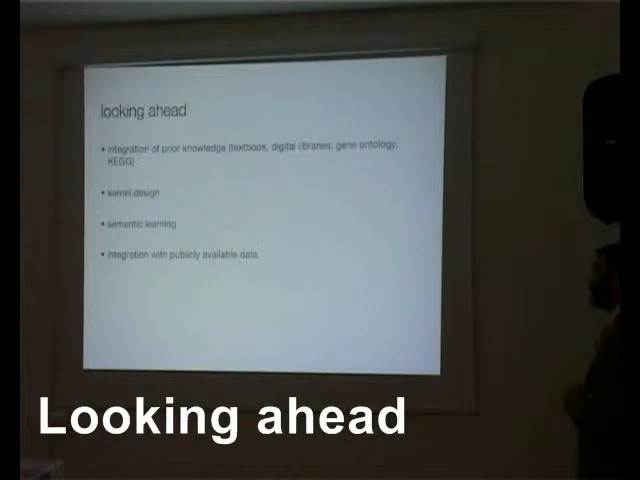 looking ahead
• integration of prior knowledge (textbook, digital libraries, gene ontology,
KEGG)
• kernel design
• semantic learning
• integration with publicly available data.
Looking ahead